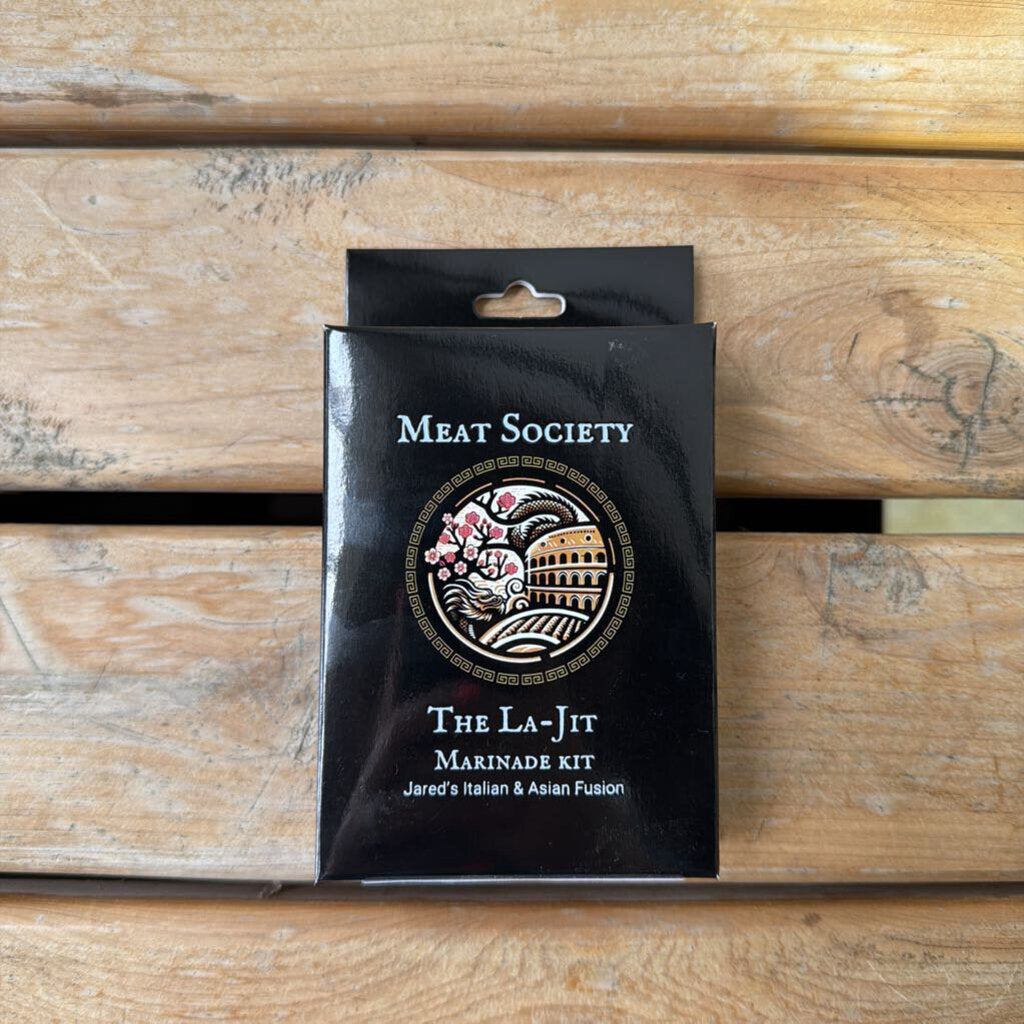 Meat Society
The La-Jit
Marinade kit
Jared's Italian & Asian Fusion